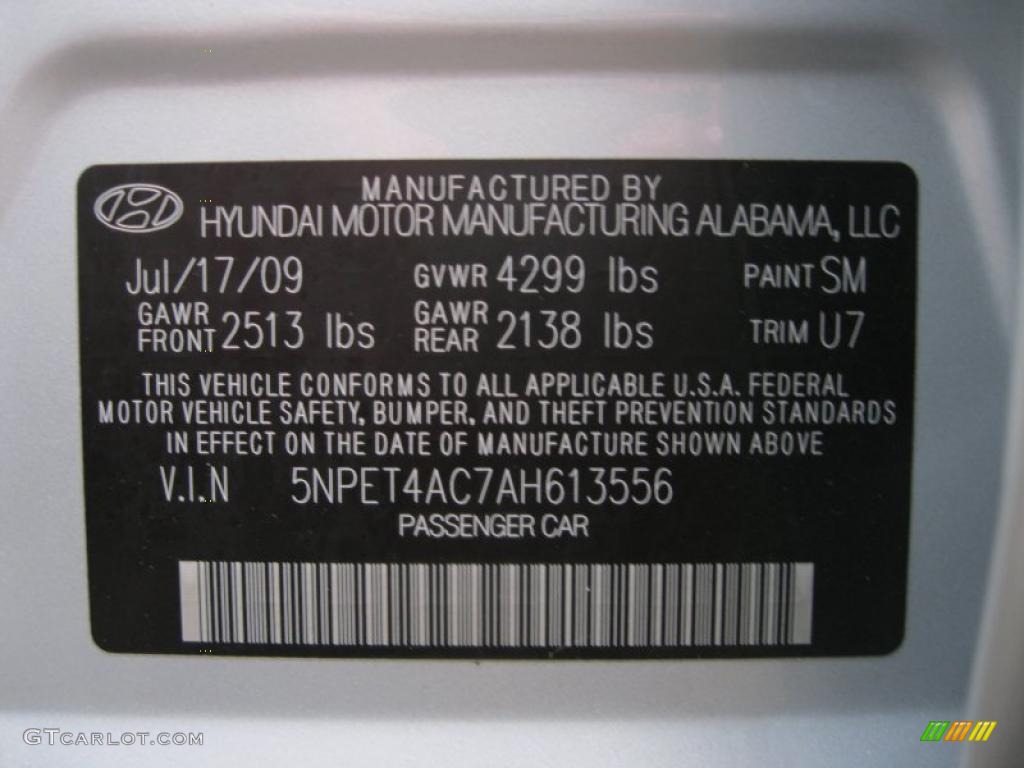 MANUFACTURED BY
HYUNDAI MOTOR MANUFACTURING ALABAMA, LLC
Jul/17/09 GVWR 4299 lbs PAINT SM
GAWR FRONT 2513 lbs GAWR REAR 2138 lbs TRIM U7
THIS VEHICLE CONFORMS TO ALL APPLICABLE U.S.A. FEDERAL
MOTOR VEHICLE SAFETY, BUMPER, AND THEFT PREVENTION STANDARDS
IN EFFECT ON THE DATE OF MANUFACTURE SHOWN ABOVE
V.I.N 5NPET4AC7AH613556
PASSENGER CAR
GTCARLOT.COM